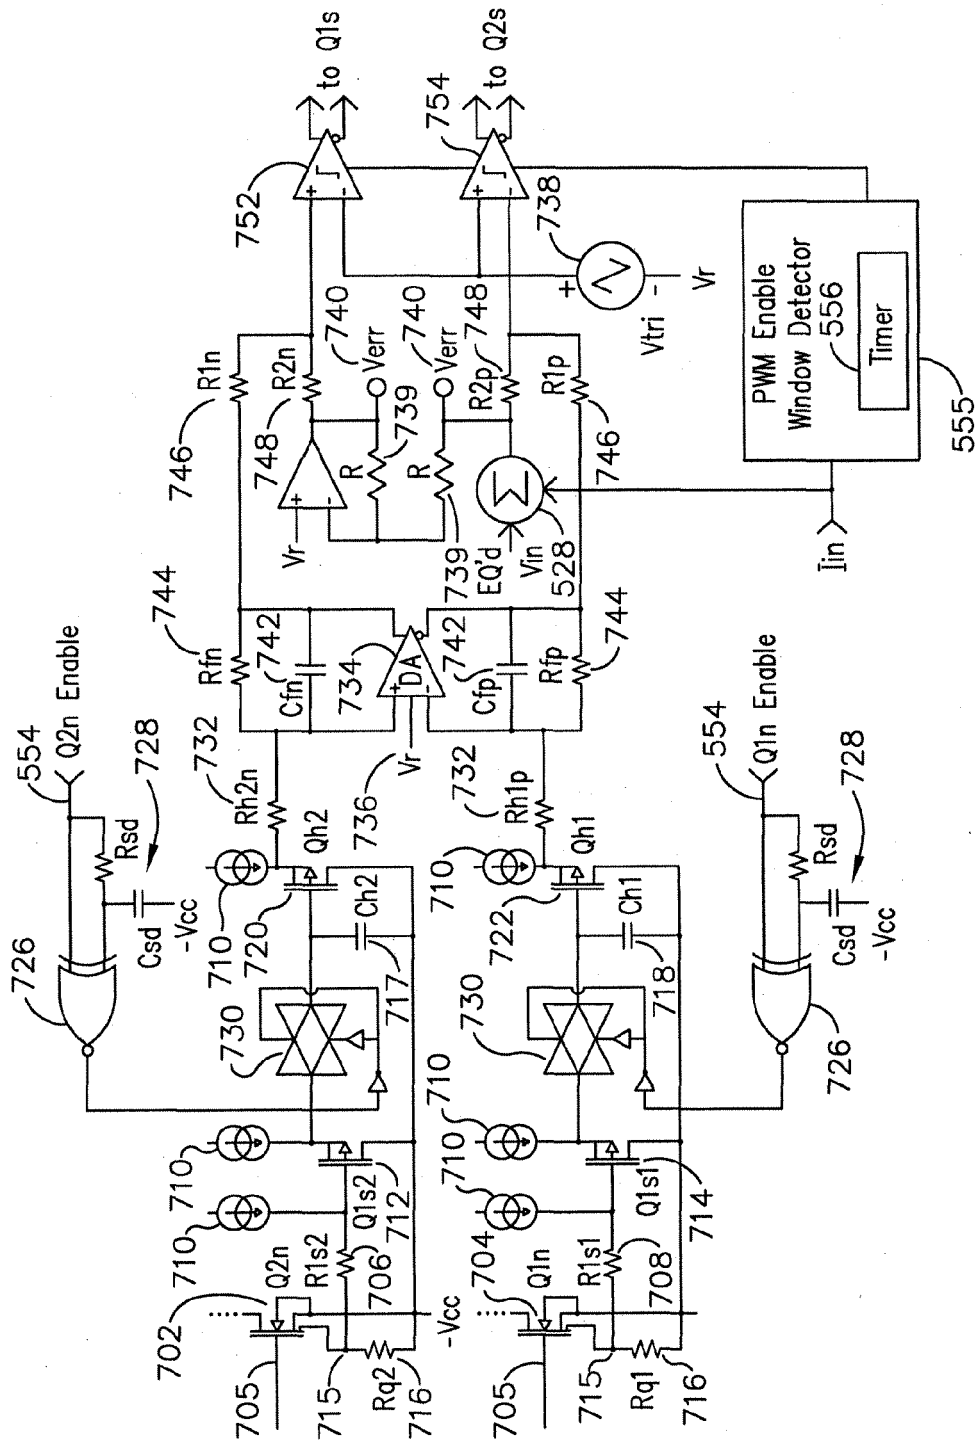 554
Q2n Enable
728
Rsd
Csd
-Vcc
726
730
710
710
710
702
705
Q2n
R1s2
706
Q1s2
712
715
Rq2
716
-Vcc
717
Ch2
Qh2
720
Rh2n
732
744
Rfn
742
Cfn
734
DA
+
-
Vr
736
742
Cfp
Rfp
744
746
R1n
748
R2n
740
Verr
740
Verr
748
R2p
R
739
R
739
Vr
+
-
EQ'd
Vin
528
Σ
R1p
746
752
+
-
to Q1s
754
+
-
to Q2s
738
+
-
Vtri
Vr
PWM Enable
Window Detector
556
Timer
555
Iin
704
705
Q1n
R1s1
708
Q1s1
714
715
Rq1
716
710
710
710
730
718
Ch1
722
Qh1
Rh1p
732
554
Q1n Enable
728
Rsd
Csd
-Vcc
726